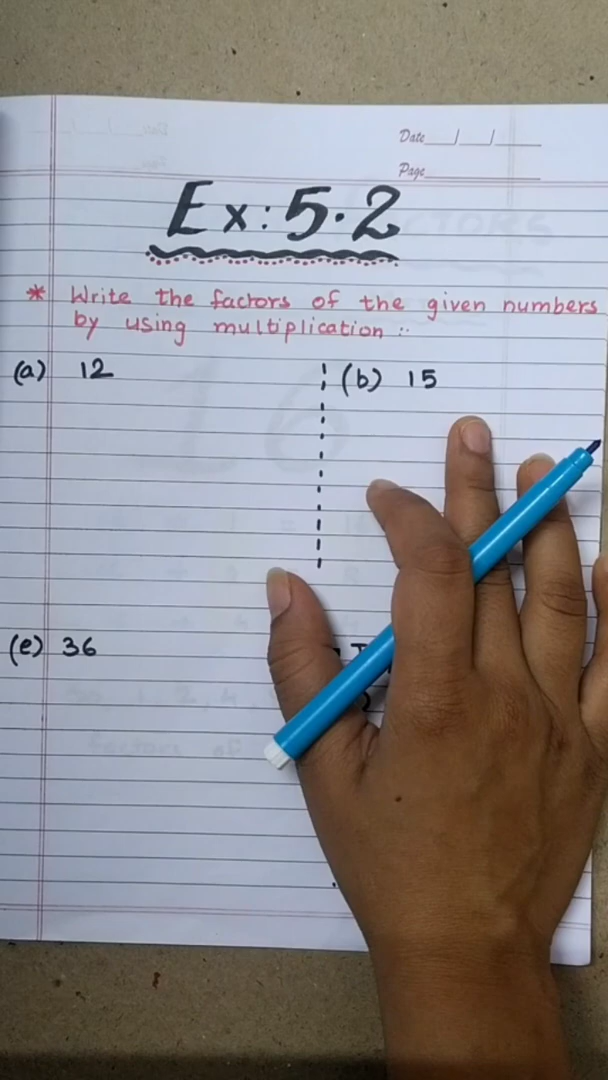 Date / /
Page
Ex: 5.2
* Write the factors of the given numbers
by using multiplication :-
(a) 12
(b) 15
(e) 36